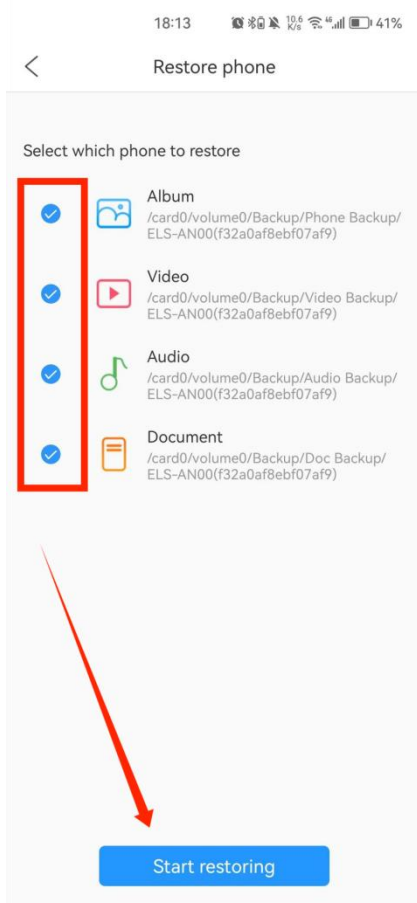 18:13
10.6 K/s
46
41%
Restore phone
Select which phone to restore
Album
/card0/volume0/Backup/Phone Backup/
ELS-AN00(f32a0af8ebf07af9)
Video
/card0/volume0/Backup/Video Backup/
ELS-AN00(f32a0af8ebf07af9)
Audio
/card0/volume0/Backup/Audio Backup/
ELS-AN00(f32a0af8ebf07af9)
Document
/card0/volume0/Backup/Doc Backup/
ELS-AN00(f32a0af8ebf07af9)
Start restoring